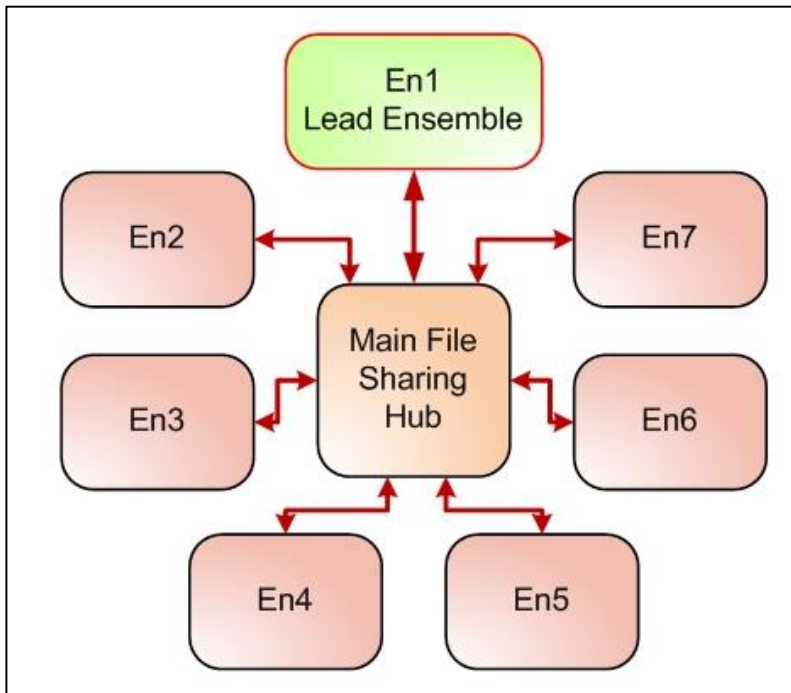 En1
Lead Ensemble
En2
En7
Main File
Sharing
Hub
En3
En6
En4
En5